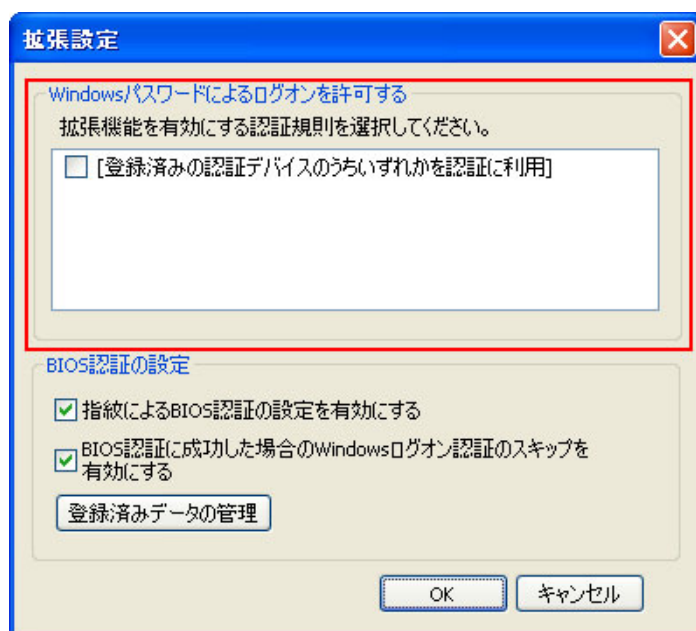 拡張設定
Windowsパスワードによるログオンを許可する
拡張機能を有効にする認証規則を選択してください。
[登録済みの認証デバイスのうちいずれかを認証に利用]
BIOS認証の設定
指紋によるBIOS認証の設定を有効にする
BIOS認証に成功した場合のWindowsログオン認証のスキップを
有効にする
登録済みデータの管理
OK
キャンセル